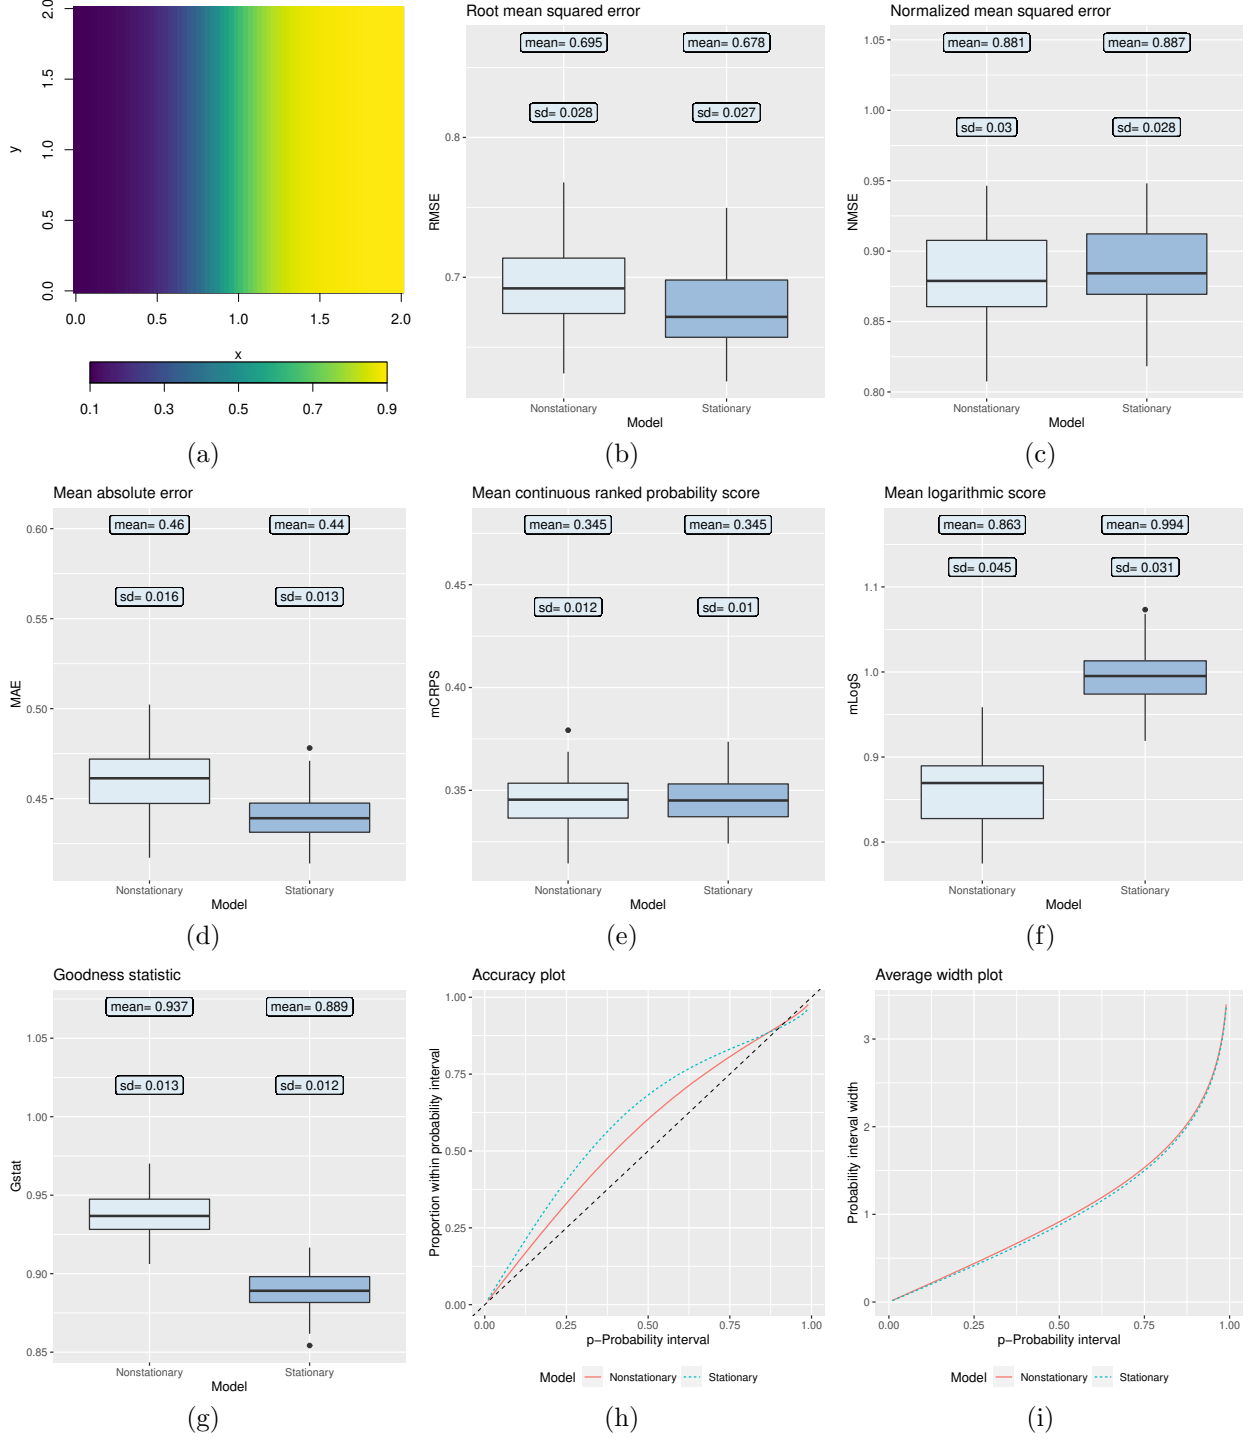 2.0
1.5
1.0
0.5
0.0
y
0.0 0.5 1.0 1.5 2.0
x
0.1 0.3 0.5 0.7 0.9
(a)
Root mean squared error
mean= 0.695 mean= 0.678
sd= 0.028 sd= 0.027
0.8
0.7
RMSE
Nonstationary Stationary
Model
(b)
Normalized mean squared error
mean= 0.881 mean= 0.887
sd= 0.03 sd= 0.028
1.05
1.00
0.95
0.90
0.85
0.80
NMSE
Nonstationary Stationary
Model
(c)
Mean absolute error
mean= 0.46 mean= 0.44
sd= 0.016 sd= 0.013
0.60
0.55
0.50
0.45
MAE
Nonstationary Stationary
Model
(d)
Mean continuous ranked probability score
mean= 0.345 mean= 0.345
sd= 0.012 sd= 0.01
0.45
0.40
0.35
mCRPS
Nonstationary Stationary
Model
(e)
Mean logarithmic score
mean= 0.863 mean= 0.994
sd= 0.045 sd= 0.031
1.1
1.0
0.9
0.8
mLogS
Nonstationary Stationary
Model
(f)
Goodness statistic
mean= 0.937 mean= 0.889
sd= 0.013 sd= 0.012
1.05
1.00
0.95
0.90
0.85
Gstat
Nonstationary Stationary
Model
(g)
Accuracy plot
1.00
0.75
0.50
0.25
0.00
Proportion within probability interval
0.00 0.25 0.50 0.75 1.00
p−Probability interval
Model Nonstationary Stationary
(h)
Average width plot
3
2
1
0
Probability interval width
0.00 0.25 0.50 0.75 1.00
p−Probability interval
Model Nonstationary Stationary
(i)